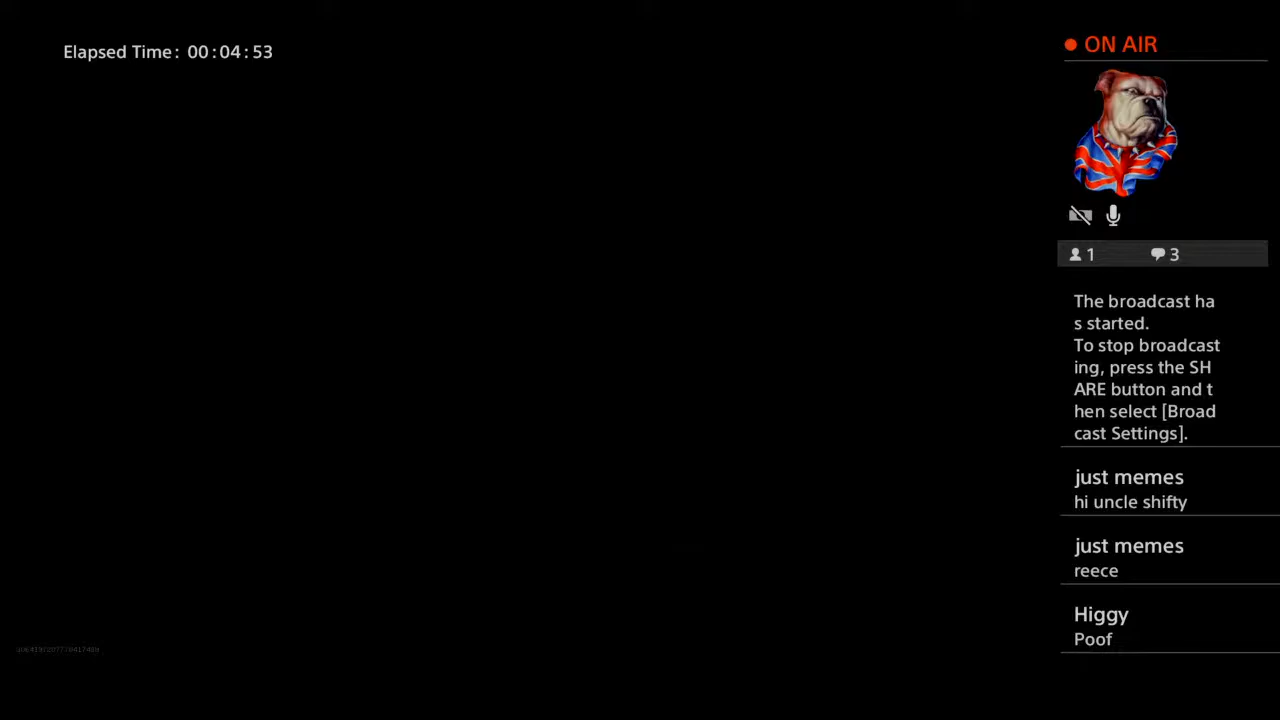 Elapsed Time: 00:04:53
ON AIR
1
3
The broadcast ha
s started.
To stop broadcast
ing, press the SH
ARE button and t
hen select [Broad
cast Settings].
just memes
hi uncle shifty
just memes
reece
Higgy
Poof